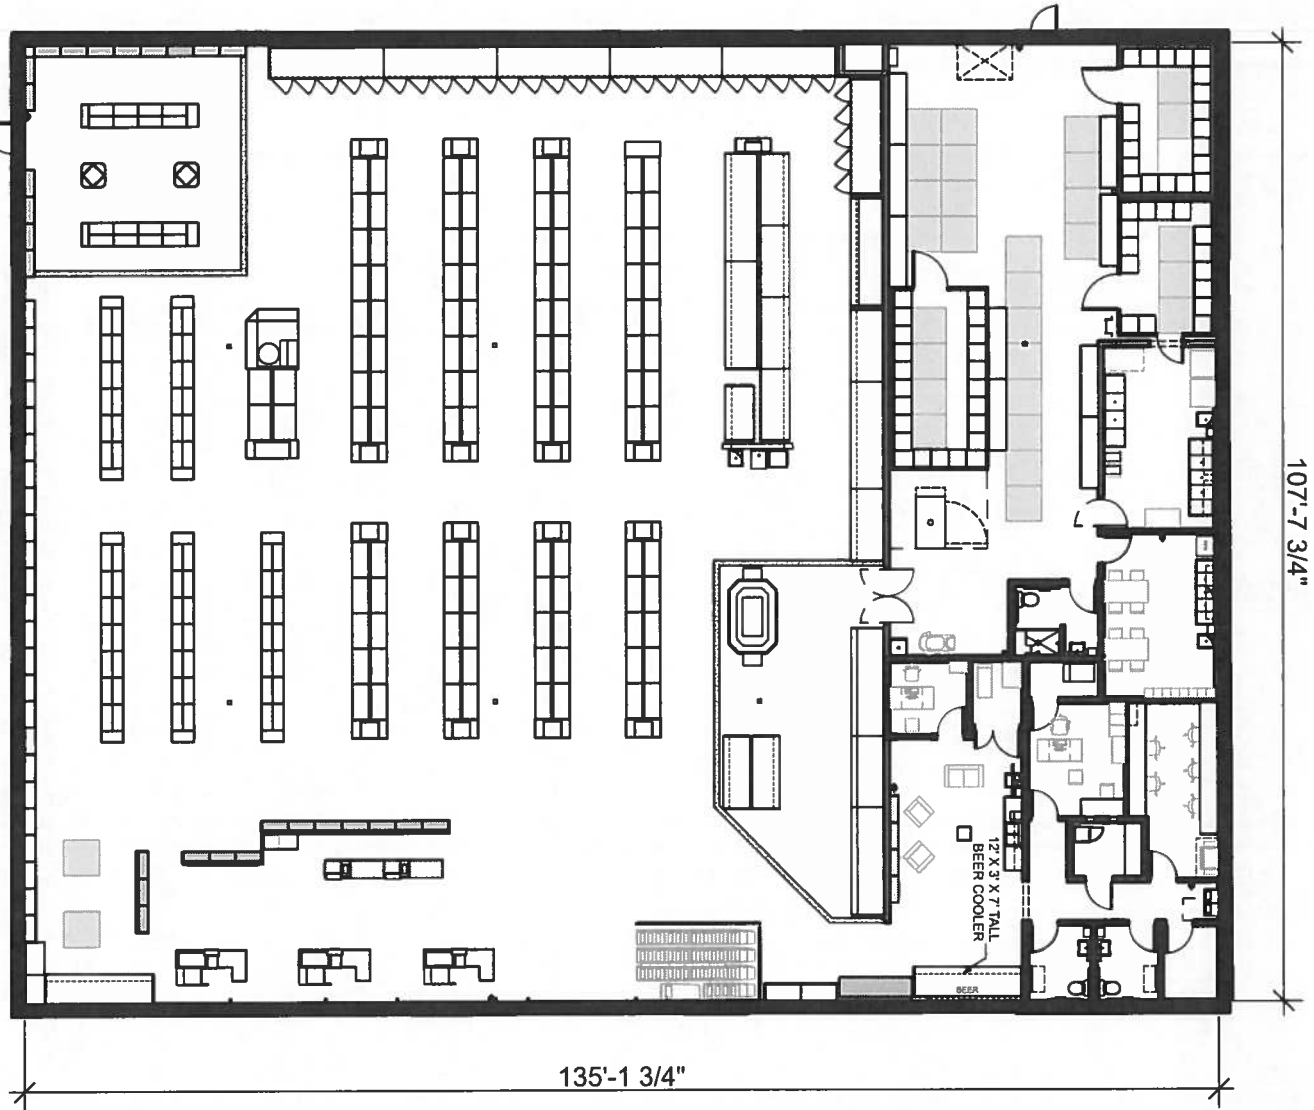 107'-7 3/4"
12' X 3' X 7' TALL
BEER COOLER
BEER
135'-1 3/4"